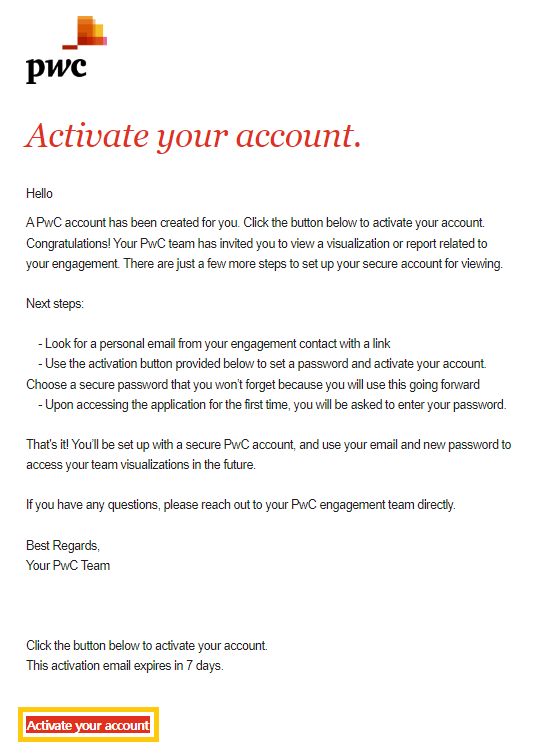 pwc
Activate your account.
Hello
A PwC account has been created for you. Click the button below to activate your account.
Congratulations! Your PwC team has invited you to view a visualization or report related to
your engagement. There are just a few more steps to set up your secure account for viewing.
Next steps:
- Look for a personal email from your engagement contact with a link
- Use the activation button provided below to set a password and activate your account.
Choose a secure password that you won't forget because you will use this going forward
- Upon accessing the application for the first time, you will be asked to enter your password.
That's it! You'll be set up with a secure PwC account, and use your email and new password to
access your team visualizations in the future.
If you have any questions, please reach out to your PwC engagement team directly.
Best Regards,
Your PwC Team
Click the button below to activate your account.
This activation email expires in 7 days.
Activate your account